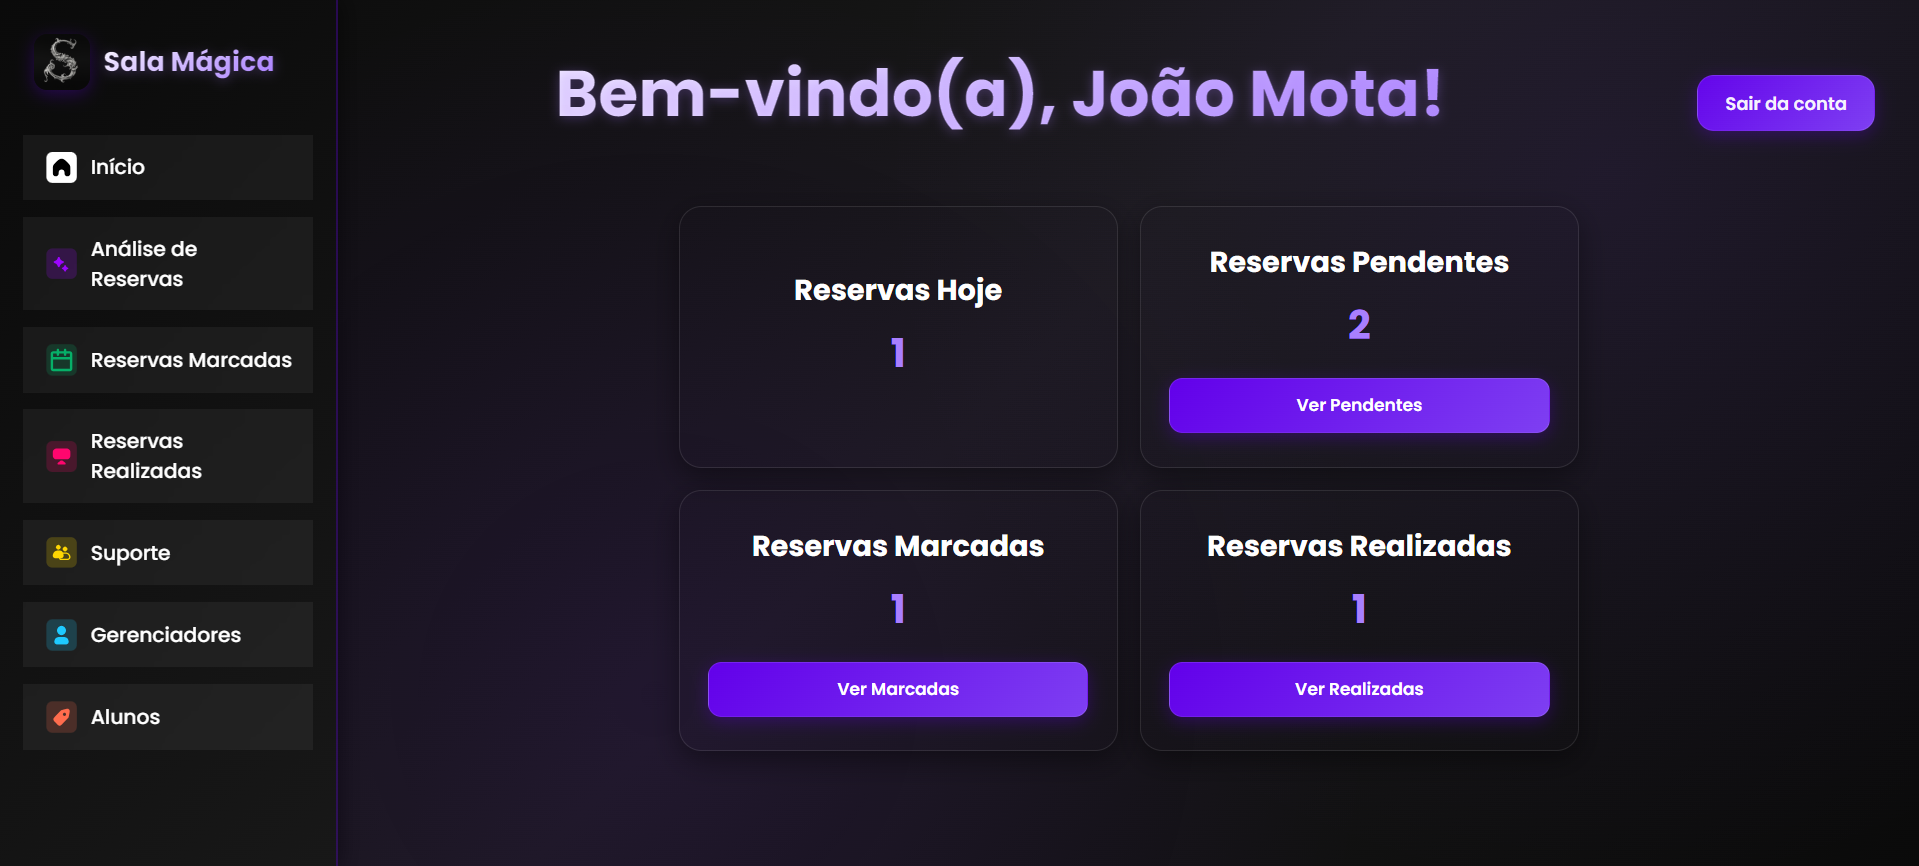 Sala Mágica
Início
Análise de
Reservas
Reservas Marcadas
Reservas
Realizadas
Suporte
Gerenciadores
Alunos
Bem-vindo(a), João Mota!
Sair da conta
Reservas Hoje
1
Reservas Pendentes
2
Ver Pendentes
Reservas Marcadas
1
Ver Marcadas
Reservas Realizadas
1
Ver Realizadas